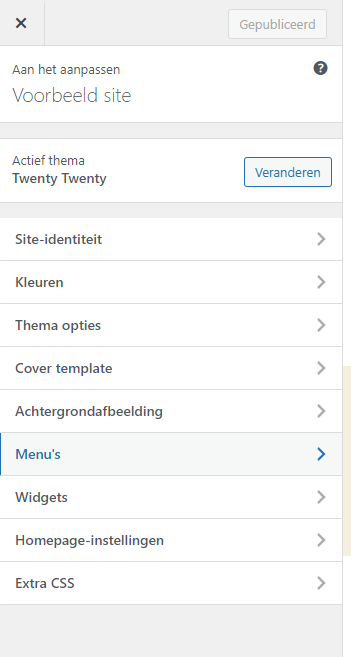 Gepubliceerd
Aan het aanpassen
Voorbeeld site
Actief thema
Twenty Twenty
Veranderen
Site-identiteit
Kleuren
Thema opties
Cover template
Achtergrondafbeelding
Menu's
Widgets
Homepage-instellingen
Extra CSS